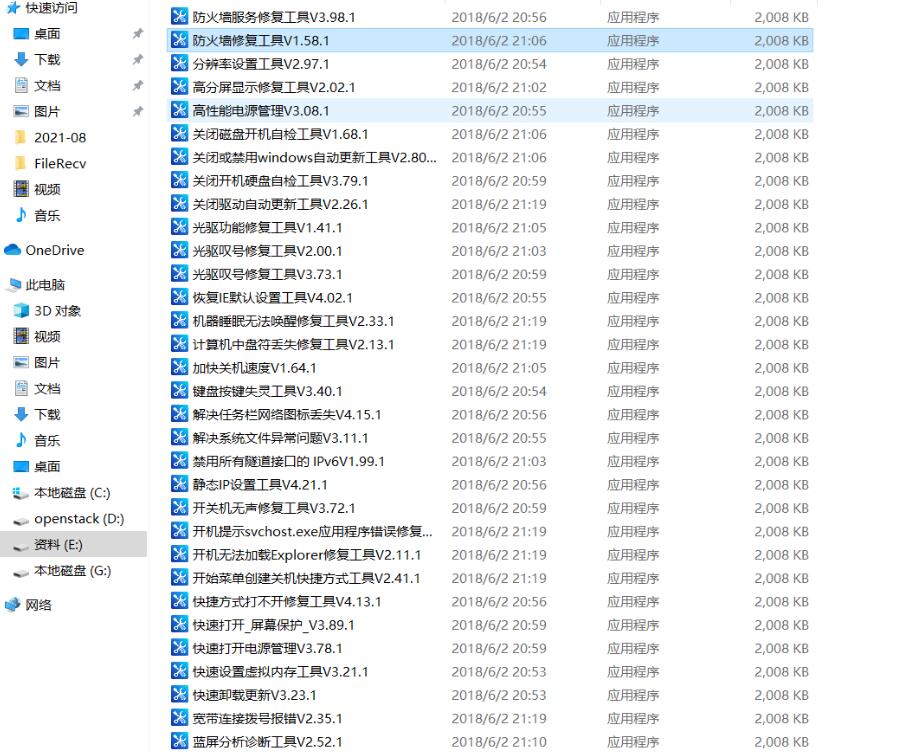 快速访问
桌面
下载
文档
图片
2021-08
FileRecv
视频
音乐
OneDrive
此电脑
3D 对象
视频
图片
文档
下载
音乐
桌面
本地磁盘 (C:)
openstack (D:)
资料 (E:)
本地磁盘 (G:)
网络
防火墙服务修复工具V3.98.1 2018/6/2 20:56 应用程序 2,008 KB
防火墙修复工具V1.58.1 2018/6/2 21:06 应用程序 2,008 KB
分辨率设置工具V2.97.1 2018/6/2 20:54 应用程序 2,008 KB
高分屏显示修复工具V2.02.1 2018/6/2 21:02 应用程序 2,008 KB
高性能电源管理V3.08.1 2018/6/2 20:55 应用程序 2,008 KB
关闭磁盘开机自检工具V1.68.1 2018/6/2 21:06 应用程序 2,008 KB
关闭或禁用windows自动更新工具V2.80... 2018/6/2 21:06 应用程序 2,008 KB
关闭开机硬盘自检工具V3.79.1 2018/6/2 20:59 应用程序 2,008 KB
关闭驱动自动更新工具V2.26.1 2018/6/2 21:19 应用程序 2,008 KB
光驱功能修复工具V1.41.1 2018/6/2 21:05 应用程序 2,008 KB
光驱叹号修复工具V2.00.1 2018/6/2 21:03 应用程序 2,008 KB
光驱叹号修复工具V3.73.1 2018/6/2 20:59 应用程序 2,008 KB
恢复IE默认设置工具V4.02.1 2018/6/2 20:55 应用程序 2,008 KB
机器睡眠无法唤醒修复工具V2.33.1 2018/6/2 21:19 应用程序 2,008 KB
计算机中盘符丢失修复工具V2.13.1 2018/6/2 21:19 应用程序 2,008 KB
加快关机速度V1.64.1 2018/6/2 21:05 应用程序 2,008 KB
键盘按键失灵工具V3.40.1 2018/6/2 20:54 应用程序 2,008 KB
解决任务栏网络图标丢失V4.15.1 2018/6/2 20:56 应用程序 2,008 KB
解决系统文件异常问题V3.11.1 2018/6/2 20:55 应用程序 2,008 KB
禁用所有隧道接口的 IPv6V1.99.1 2018/6/2 21:03 应用程序 2,008 KB
静态IP设置工具V4.21.1 2018/6/2 20:56 应用程序 2,008 KB
开关机无声修复工具V3.72.1 2018/6/2 20:59 应用程序 2,008 KB
开机提示svchost.exe应用程序错误修复... 2018/6/2 21:19 应用程序 2,008 KB
开机无法加载Explorer修复工具V2.11.1 2018/6/2 21:19 应用程序 2,008 KB
开始菜单创建关机快捷方式工具V2.41.1 2018/6/2 21:19 应用程序 2,008 KB
快捷方式打不开修复工具V4.13.1 2018/6/2 20:56 应用程序 2,008 KB
快速打开_屏幕保护_V3.89.1 2018/6/2 20:59 应用程序 2,008 KB
快速打开电源管理V3.78.1 2018/6/2 20:59 应用程序 2,008 KB
快速设置虚拟内存工具V3.21.1 2018/6/2 20:53 应用程序 2,008 KB
快速卸载更新V3.23.1 2018/6/2 20:53 应用程序 2,008 KB
宽带连接拨号报错V2.35.1 2018/6/2 21:19 应用程序 2,008 KB
蓝屏分析诊断工具V2.52.1 2018/6/2 21:10 应用程序 2,008 KB